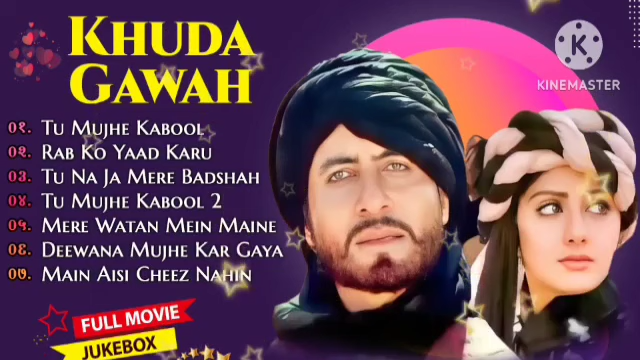 KHUDA
GAWAH
०१. TU MUJHE KABOOL
०२. RAB KO YAAD KARU
०३. TU NA JA MERE BADSHAH
०४. TU MUJHE KABOOL 2
०५. MERE WATAN MEIN MAINE
०६. DEEWANA MUJHE KAR GAYA
०७. MAIN AISI CHEEZ NAHIN
FULL MOVIE
JUKEBOX
K
KINEMASTER